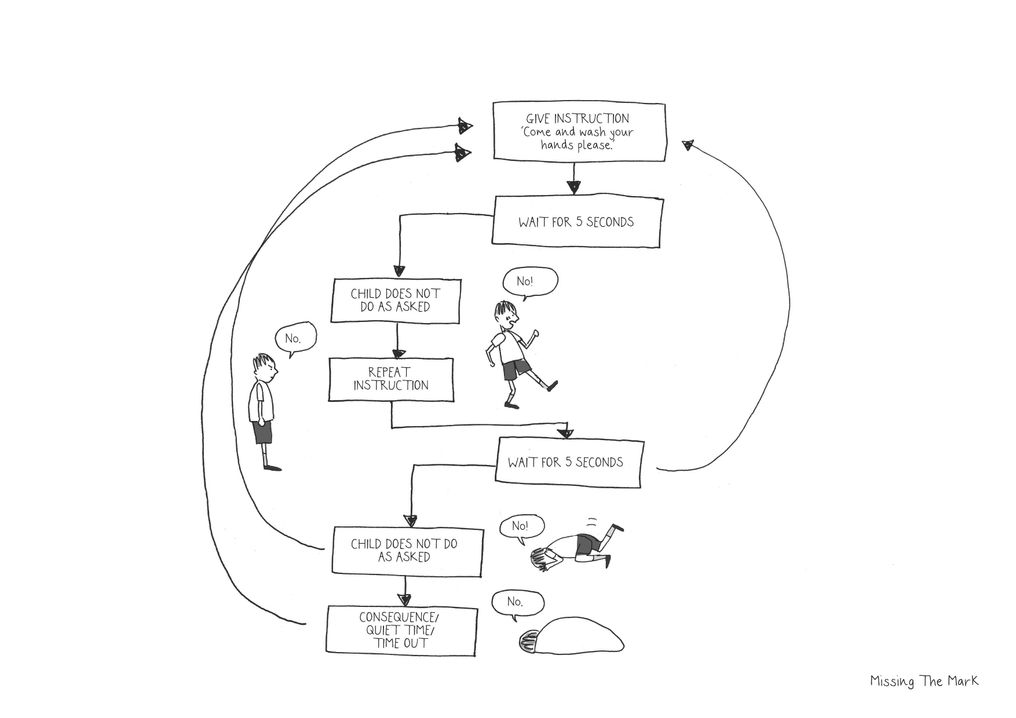 GIVE INSTRUCTION
'Come and wash your
hands please.'
WAIT FOR 5 SECONDS
No!
CHILD DOES NOT
DO AS ASKED
No.
REPEAT
INSTRUCTION
WAIT FOR 5 SECONDS
No!
CHILD DOES NOT DO
AS ASKED
No.
CONSEQUENCE/
QUIET TIME/
TIME OUT
Missing The Mark